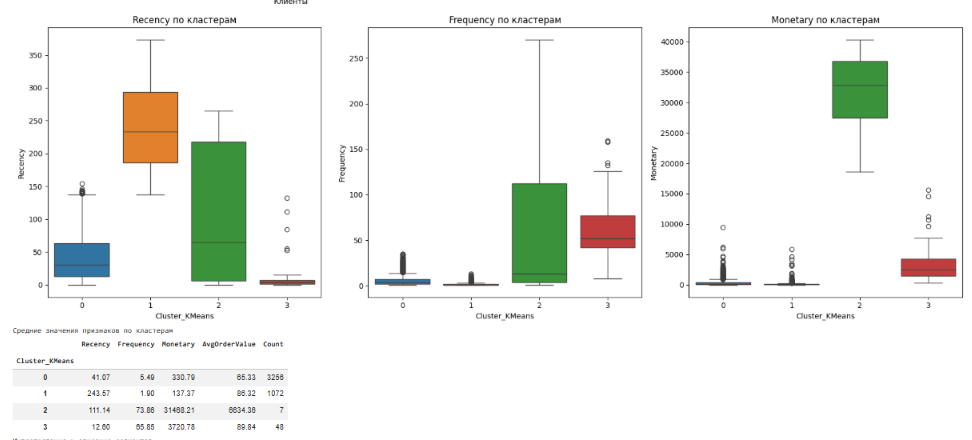 Клиенты
Recency по кластерам
Frequency по кластерам
Monetary по кластерам
Recency
350
300
250
200
150
100
50
0
0 1 2 3
Cluster_KMeans
Frequency
250
200
150
100
50
0
0 1 2 3
Cluster_KMeans
Monetary
40000
35000
30000
25000
20000
15000
10000
5000
0
0 1 2 3
Cluster_KMeans
Средние значения признаков по кластерам
Recency Frequency Monetary AvgOrderValue Count
Cluster_KMeans
0 41.07 5.49 330.79 65.33 3256
1 243.57 1.90 137.37 86.32 1072
2 111.14 73.86 31468.21 6634.36 7
3 12.60 65.85 3720.78 89.84 48